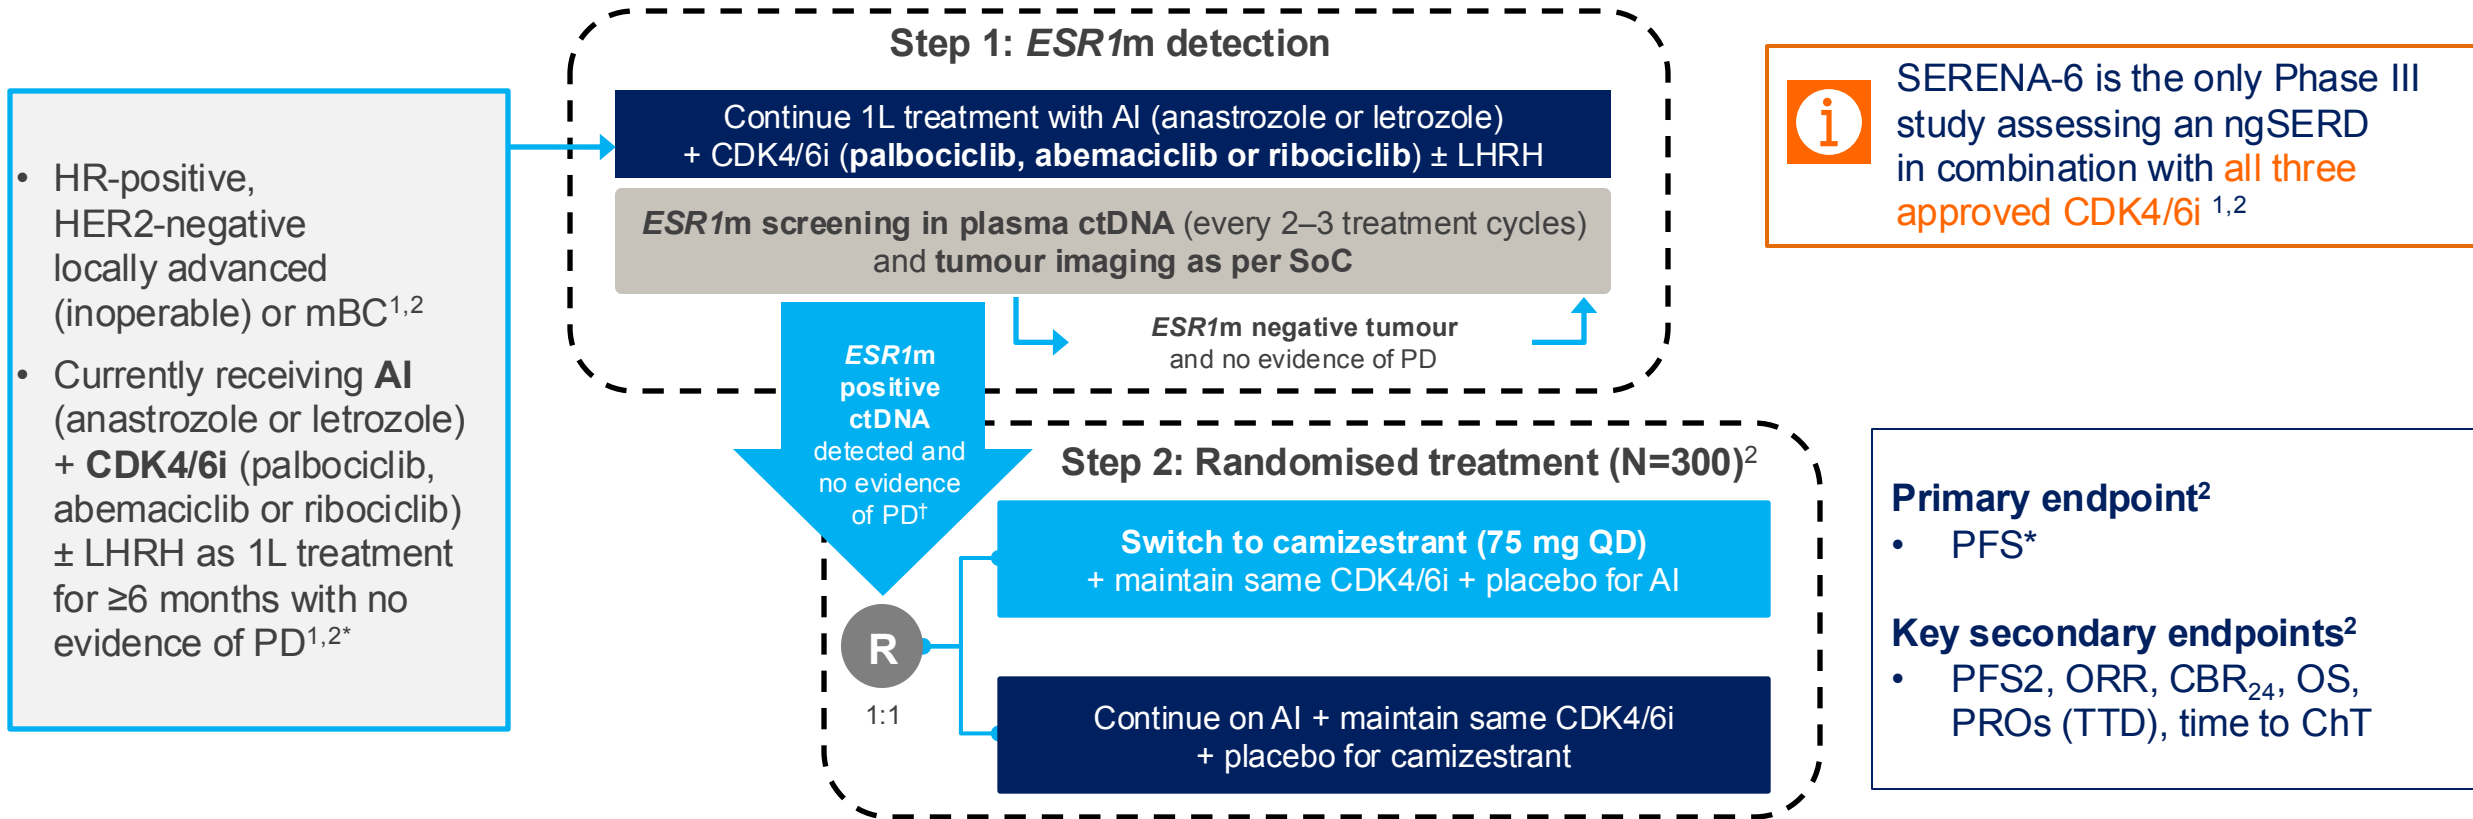 • HR-positive,
HER2-negative
locally advanced
(inoperable) or mBC1,2
• Currently receiving AI
(anastrozole or letrozole)
+ CDK4/6i (palbociclib,
abemaciclib or ribociclib)
± LHRH as 1L treatment
for ≥6 months with no
evidence of PD1,2*
Step 1: ESR1m detection
Continue 1L treatment with AI (anastrozole or letrozole)
+ CDK4/6i (palbociclib, abemaciclib or ribociclib) ± LHRH
ESR1m screening in plasma ctDNA (every 2–3 treatment cycles)
and tumour imaging as per SoC
ESR1m negative tumour
and no evidence of PD
ESR1m
positive
ctDNA
detected and
no evidence
of PD†
Step 2: Randomised treatment (N=300)2
R
1:1
Switch to camizestrant (75 mg QD)
+ maintain same CDK4/6i + placebo for AI
Continue on AI + maintain same CDK4/6i
+ placebo for camizestrant
i
SERENA-6 is the only Phase III
study assessing an ngSERD
in combination with all three
approved CDK4/6i 1,2
Primary endpoint2
• PFS*
Key secondary endpoints2
• PFS2, ORR, CBR24, OS,
PROs (TTD), time to ChT